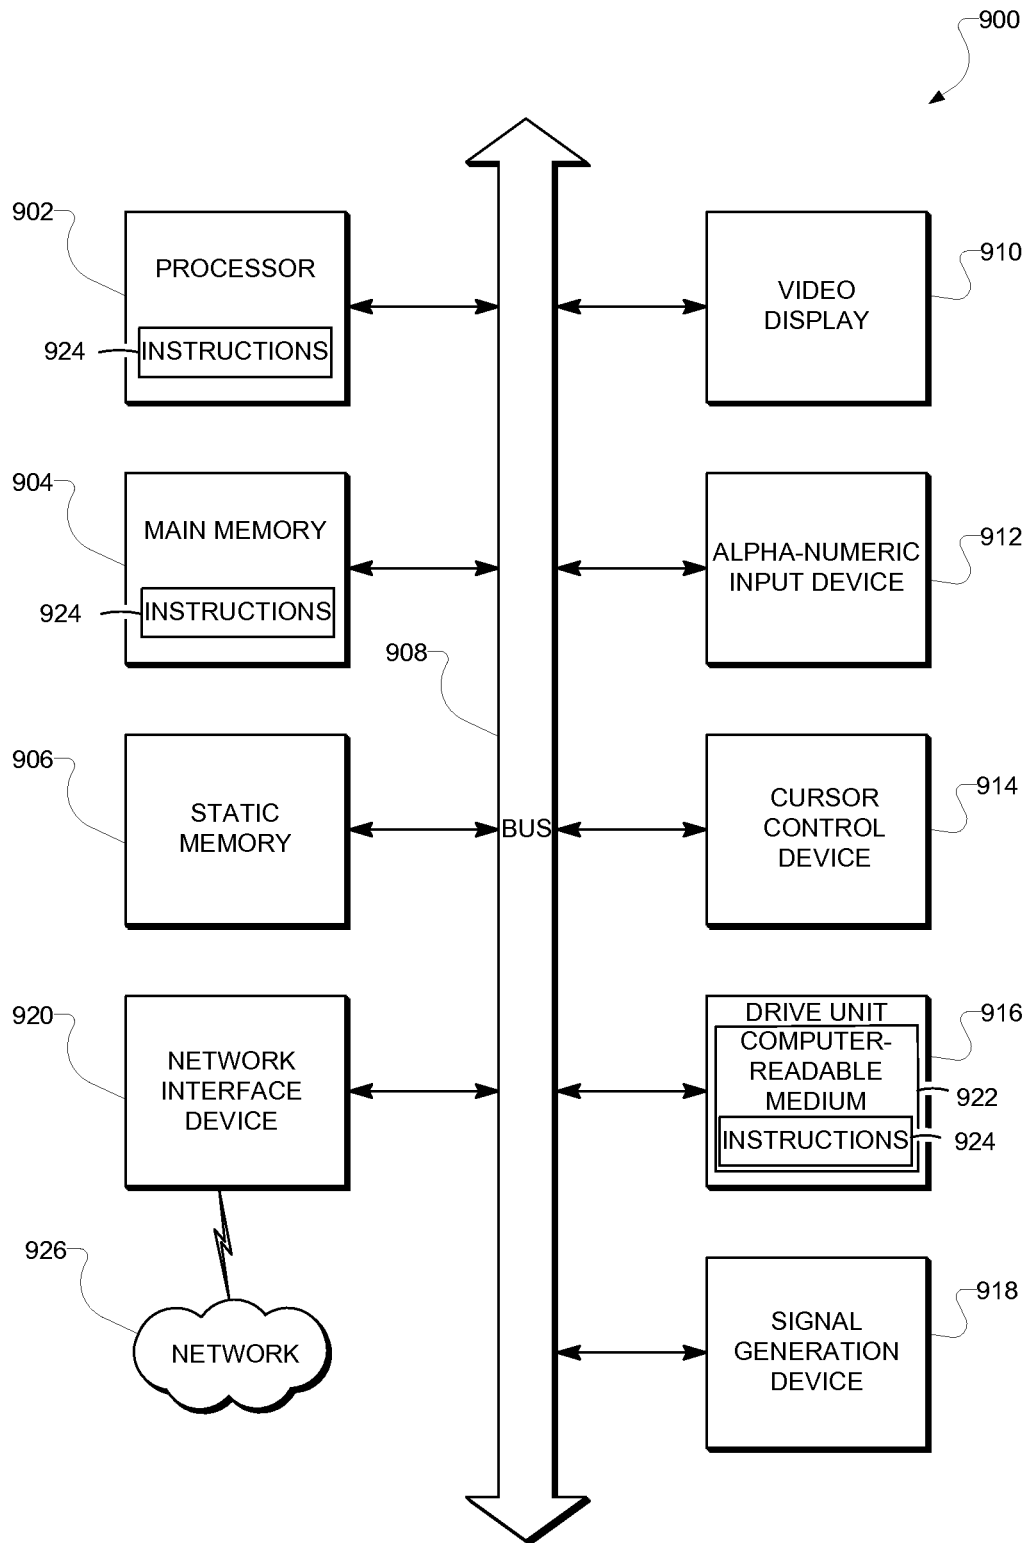 900
902
PROCESSOR
924
INSTRUCTIONS
910
VIDEO
DISPLAY
904
MAIN MEMORY
924
INSTRUCTIONS
912
ALPHA-NUMERIC
INPUT DEVICE
908
BUS
906
STATIC
MEMORY
914
CURSOR
CONTROL
DEVICE
920
NETWORK
INTERFACE
DEVICE
916
DRIVE UNIT
COMPUTER-
READABLE
MEDIUM
922
INSTRUCTIONS
924
926
NETWORK
918
SIGNAL
GENERATION
DEVICE